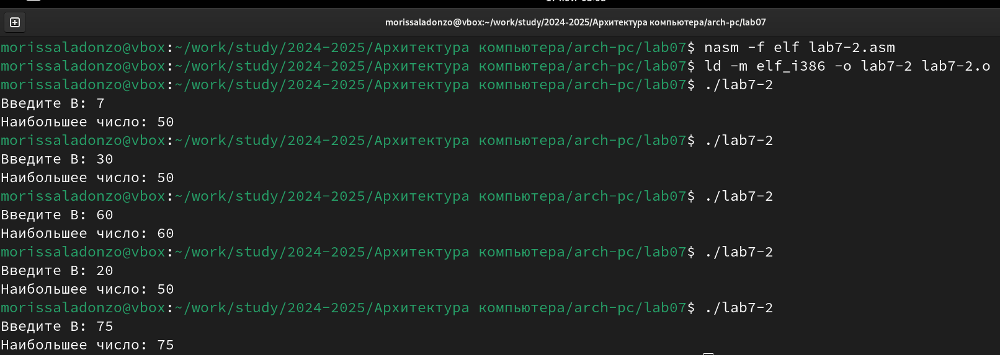 morissaladonzo@vbox:~/work/study/2024-2025/Архитектура компьютера/arch-pc/lab07
morissaladonzo@vbox:~/work/study/2024-2025/Архитектура компьютера/arch-pc/lab07$ nasm -f elf lab7-2.asm
morissaladonzo@vbox:~/work/study/2024-2025/Архитектура компьютера/arch-pc/lab07$ ld -m elf_i386 -o lab7-2 lab7-2.o
morissaladonzo@vbox:~/work/study/2024-2025/Архитектура компьютера/arch-pc/lab07$ ./lab7-2
Введите B: 7
Наибольшее число: 50
morissaladonzo@vbox:~/work/study/2024-2025/Архитектура компьютера/arch-pc/lab07$ ./lab7-2
Введите B: 30
Наибольшее число: 50
morissaladonzo@vbox:~/work/study/2024-2025/Архитектура компьютера/arch-pc/lab07$ ./lab7-2
Введите B: 60
Наибольшее число: 60
morissaladonzo@vbox:~/work/study/2024-2025/Архитектура компьютера/arch-pc/lab07$ ./lab7-2
Введите B: 20
Наибольшее число: 50
morissaladonzo@vbox:~/work/study/2024-2025/Архитектура компьютера/arch-pc/lab07$ ./lab7-2
Введите B: 75
Наибольшее число: 75